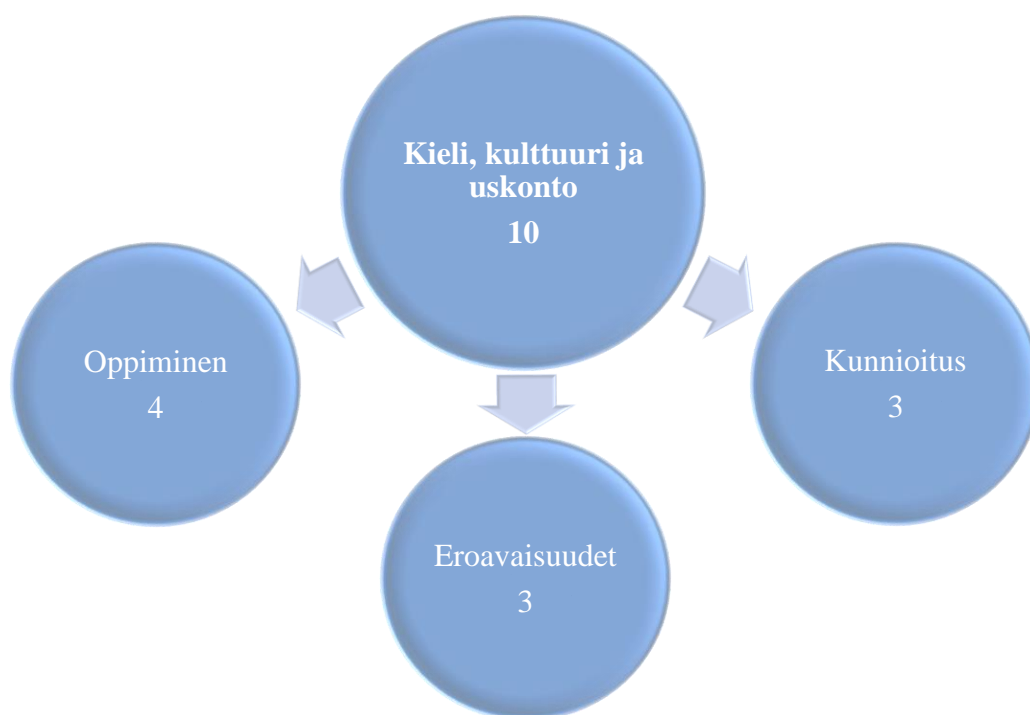 Kieli, kulttuuri ja
uskonto
10
Oppiminen
4
Kunnioitus
3
Eroavaisuudet
3